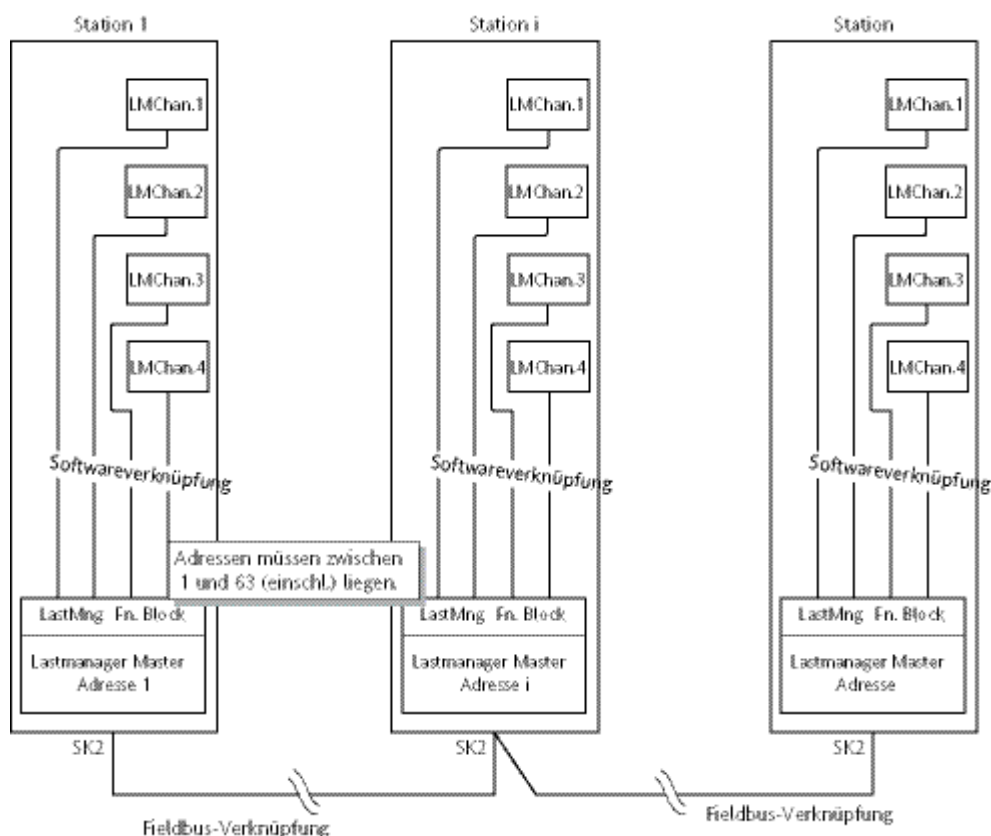 Station 1
LMChan.1
LMChan.2
LMChan.3
LMChan.4
Softwareverknüpfung
LastMng Fn. Block
Lastmanager Master
Adresse 1
SK2
Station i
LMChan.1
LMChan.2
LMChan.3
LMChan.4
Softwareverknüpfung
LastMng Fn. Block
Lastmanager Master
Adresse i
SK2
Station
LMChan.1
LMChan.2
LMChan.3
LMChan.4
Softwareverknüpfung
LastMng Fn. Block
Lastmanager Master
Adresse
SK2
Adressen müssen zwischen
1 und 63 (einschl.) liegen.
Fieldbus-Verknüpfung
Fieldbus-Verknüpfung